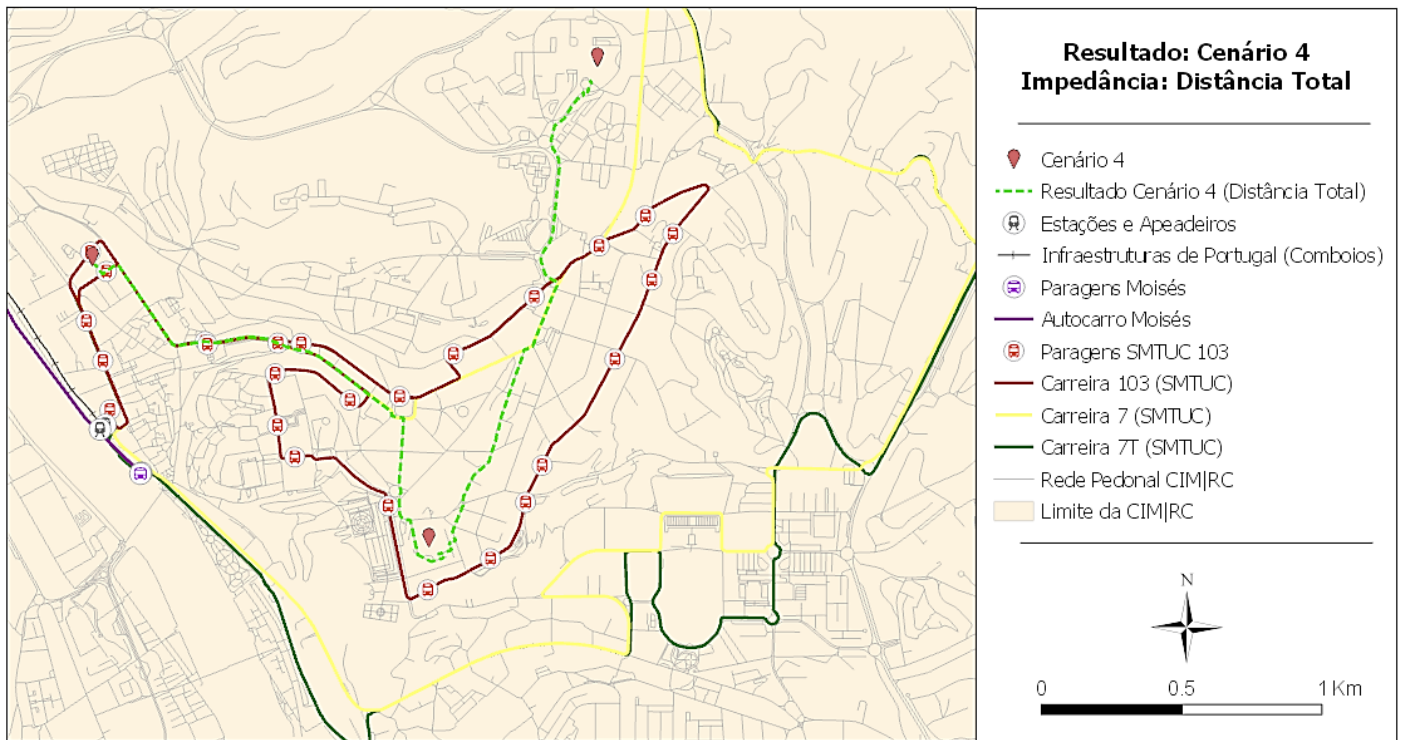 Resultado: Cenário 4
Impedância: Distância Total
Cenário 4
Resultado Cenário 4 (Distância Total)
Estações e Apeadeiros
Infraestruturas de Portugal (Comboios)
Paragens Moisés
Autocarro Moisés
Paragens SMTUC 103
Carreira 103 (SMTUC)
Carreira 7 (SMTUC)
Carreira 7T (SMTUC)
Rede Pedonal CIM|RC
Limite da CIM|RC
N
0 0.5 1 Km